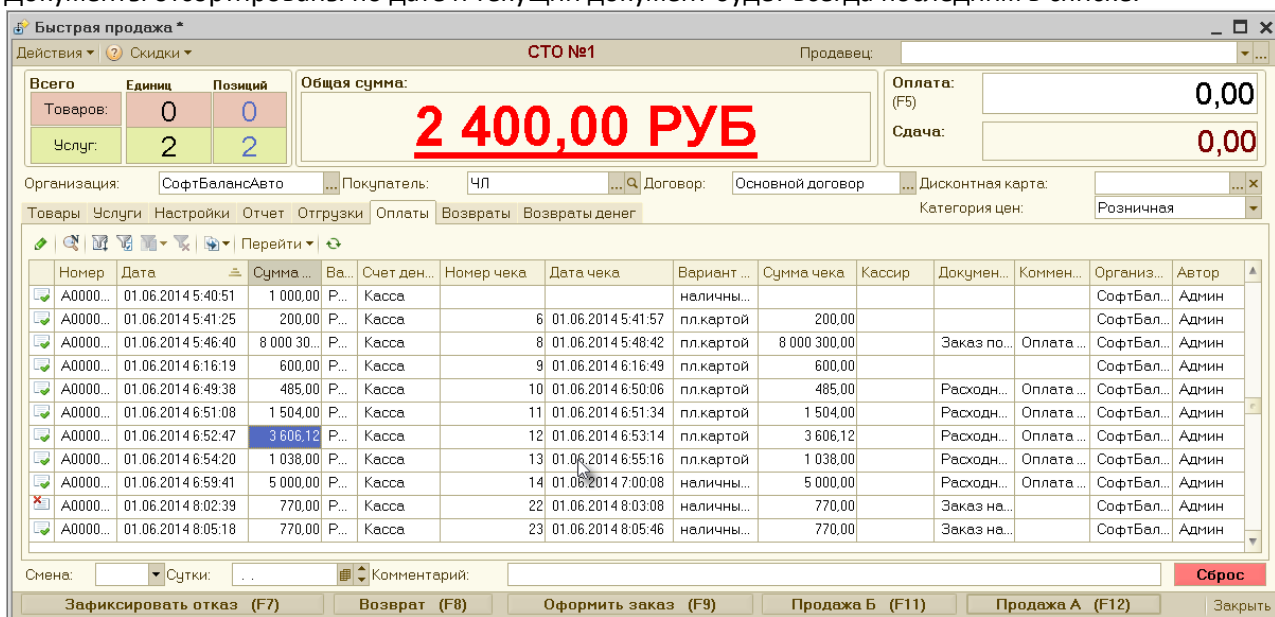 Документы отсортированы по дате и текущий документ будет всегда последним в списке.
Быстрая продажа *
Действия Скидки СТО №1 Продавец:
Всего Единиц Позиций Общая сумма: Оплата: 0,00
(F5)
Товаров: 0 0 2 400,00 РУБ Сдача: 0,00
Услуг: 2 2
Организация: СофтБалансАвто ... Покупатель: ЧЛ ... Договор: Основной договор ... Дисконтная карта: ...
Товары Услуги Настройки Отчет Отгрузки Оплаты Возвраты Возвраты денег Категория цен: Розничная
Перейти
Номер Дата Сумма ... Ва... Счет ден... Номер чека Дата чека Вариант ... Сумма чека Кассир Докумен... Коммен... Организ... Автор
А0000... 01.06.2014 5:40:51 1 000,00 Р... Касса наличны... СофтБал... Админ
А0000... 01.06.2014 5:41:25 200,00 Р... Касса 6 01.06.2014 5:41:57 пл.картой 200,00 СофтБал... Админ
А0000... 01.06.2014 5:46:40 8 000 30... Р... Касса 8 01.06.2014 5:48:42 пл.картой 8 000 300,00 Заказ по... Оплата ... СофтБал... Админ
А0000... 01.06.2014 6:16:19 600,00 Р... Касса 9 01.06.2014 6:16:49 пл.картой 600,00 СофтБал... Админ
А0000... 01.06.2014 6:49:38 485,00 Р... Касса 10 01.06.2014 6:50:06 пл.картой 485,00 Расходн... Оплата ... СофтБал... Админ
А0000... 01.06.2014 6:51:08 1 504,00 Р... Касса 11 01.06.2014 6:51:34 пл.картой 1 504,00 Расходн... Оплата ... СофтБал... Админ
А0000... 01.06.2014 6:52:47 3 606,12 Р... Касса 12 01.06.2014 6:53:14 пл.картой 3 606,12 Расходн... Оплата ... СофтБал... Админ
А0000... 01.06.2014 6:54:20 1 038,00 Р... Касса 13 01.06.2014 6:55:16 пл.картой 1 038,00 Расходн... Оплата ... СофтБал... Админ
А0000... 01.06.2014 6:59:41 5 000,00 Р... Касса 14 01.06.2014 7:00:08 наличны... 5 000,00 Расходн... Оплата ... СофтБал... Админ
А0000... 01.06.2014 8:02:39 770,00 Р... Касса 22 01.06.2014 8:03:08 наличны... 770,00 Заказ на... СофтБал... Админ
А0000... 01.06.2014 8:05:18 770,00 Р... Касса 23 01.06.2014 8:05:46 наличны... 770,00 Заказ на... СофтБал... Админ
Смена: Сутки: . . Комментарий: Сброс
Зафиксировать отказ (F7) Возврат (F8) Оформить заказ (F9) Продажа Б (F11) Продажа А (F12) Закрыть